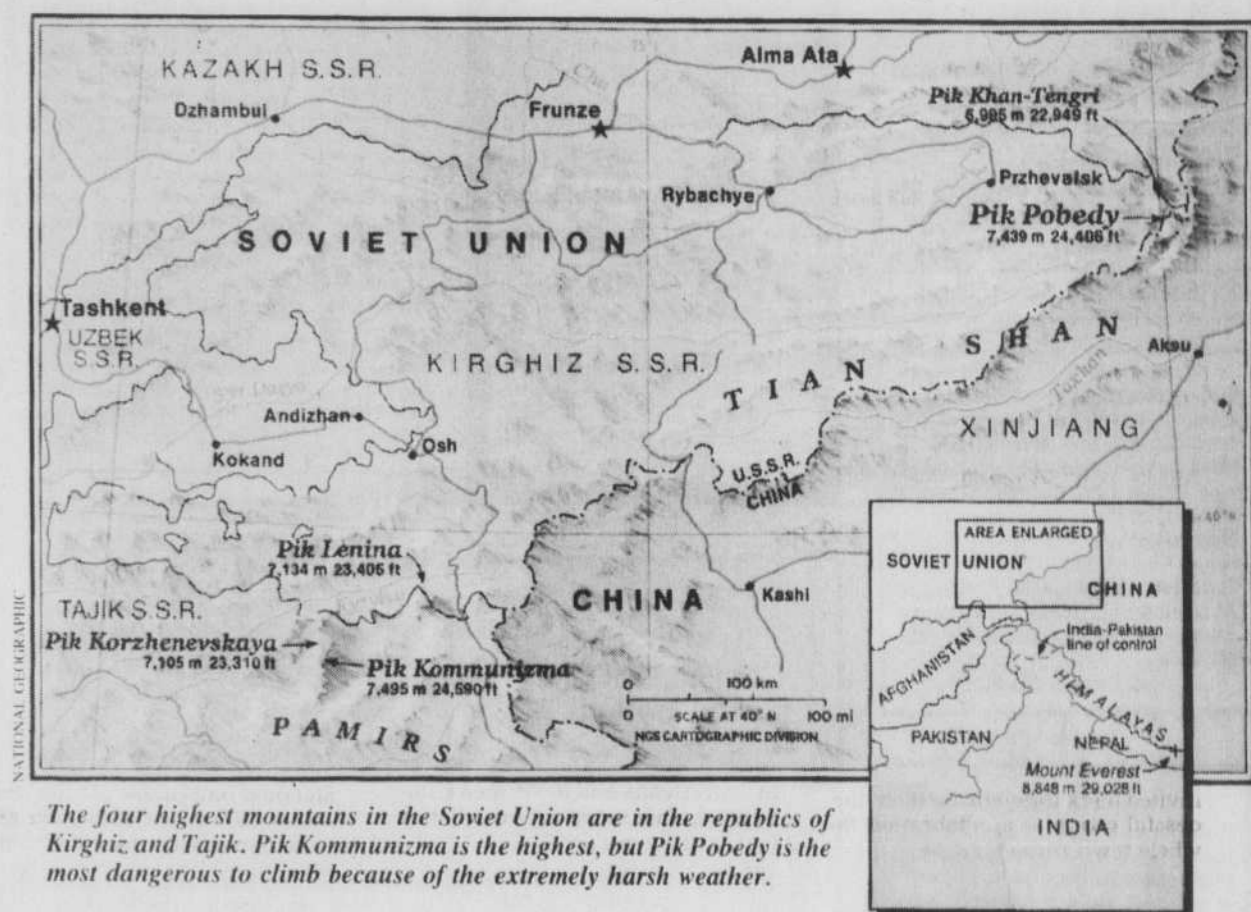 KAZAKH S.S.R.
Alma Ata
Dzhambul
Frunze
Chu
Pik Khan-Tengri
6,995 m 22,949 ft
Rybachye
Przhevalsk
Pik Pobedy
7,439 m 24,406 ft
SOVIET UNION
Tashkent
UZBEK
S.S.R.
KIRGHIZ S.S.R.
TIAN SHAN
Aksu
Taxkan
XINJIANG
Andizhan
Kokand
Osh
U.S.S.R.
CHINA
Pik Lenina
7,134 m 23,405 ft
TAJIK S.S.R.
CHINA
Kashi
Pik Korzhenevskaya
7,105 m 23,310 ft
Pik Kommunizma
7,495 m 24,590 ft
PAMIRS
0 100 km
0 SCALE AT 40° N 100 mi
NGS CARTOGRAPHIC DIVISION
AREA ENLARGED
SOVIET UNION
CHINA
India-Pakistan
line of control
AFGHANISTAN
HIMALAYAS
PAKISTAN
NEPAL
Mount Everest
8,848 m 29,028 ft
INDIA
40°
NATIONAL GEOGRAPHIC
The four highest mountains in the Soviet Union are in the republics of
Kirghiz and Tajik. Pik Kommunizma is the highest, but Pik Pobedy is the
most dangerous to climb because of the extremely harsh weather.